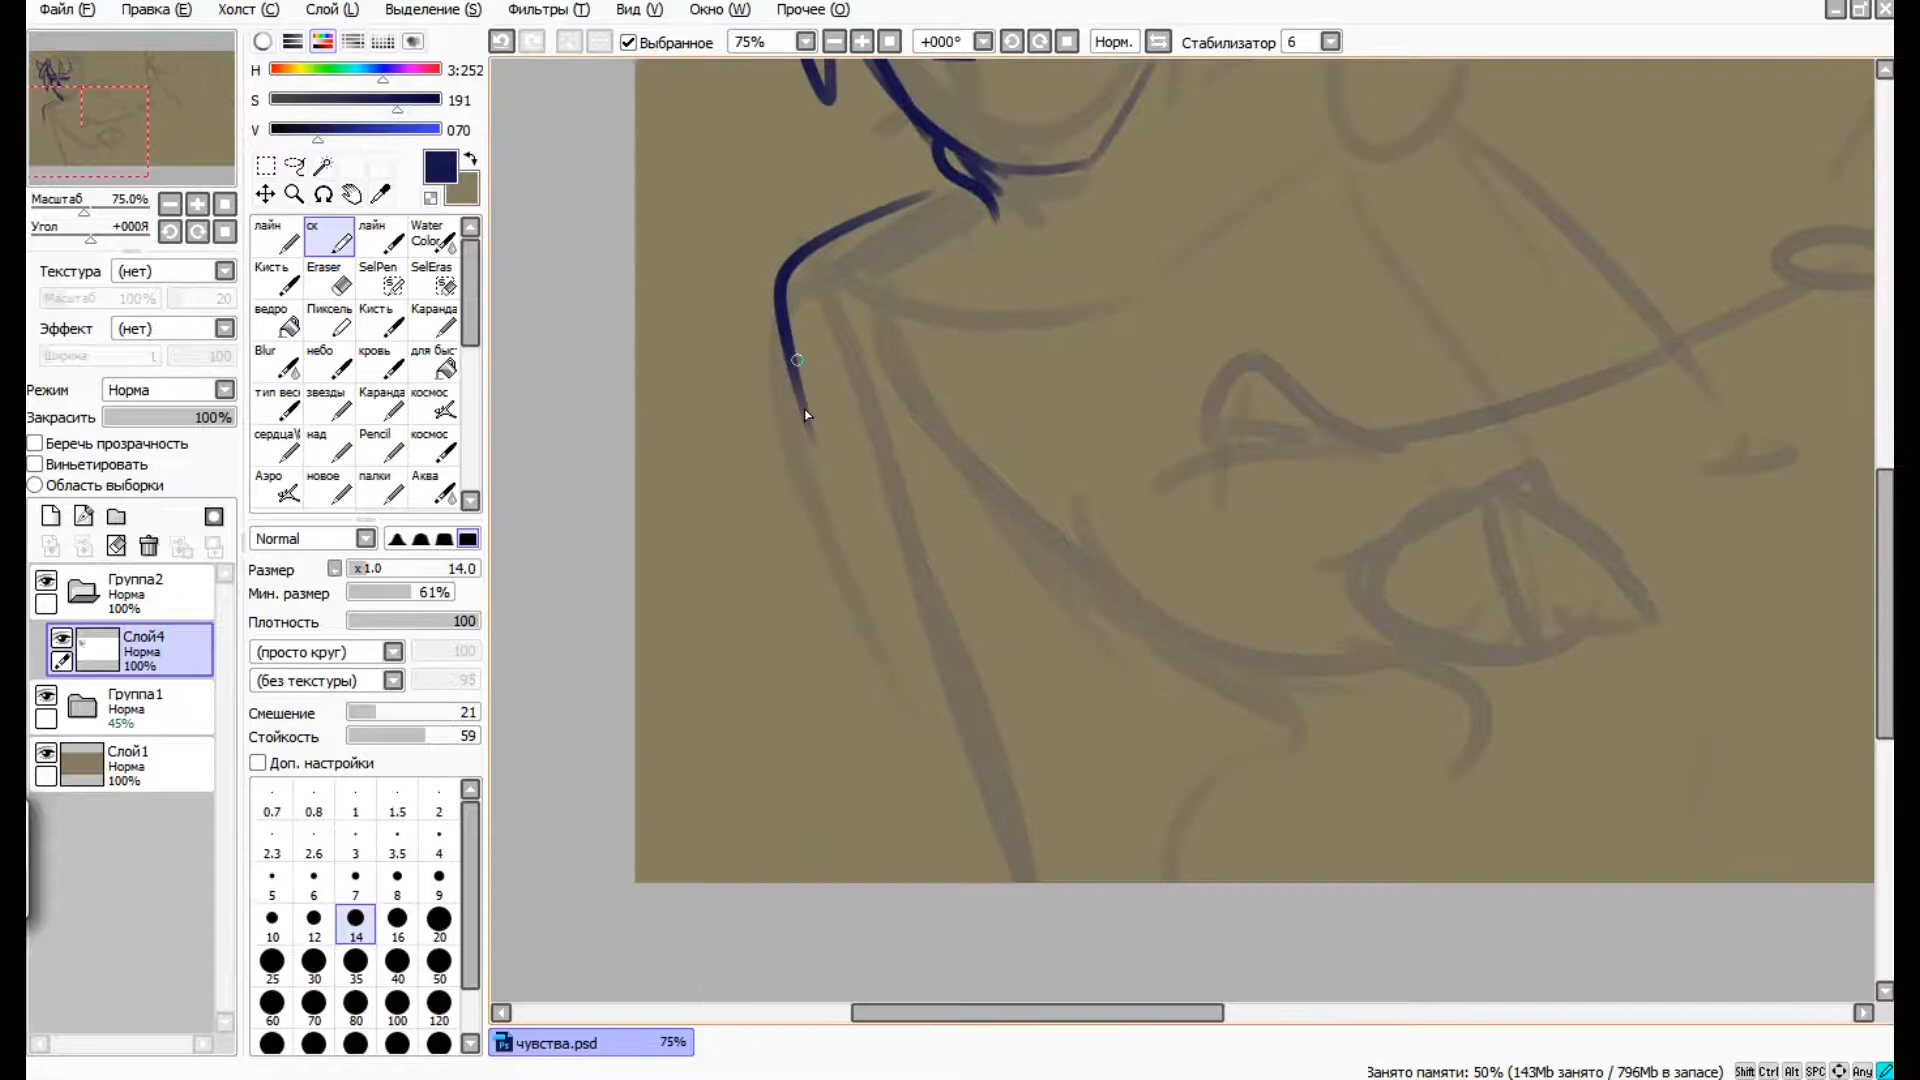 Файл (F) Правка (E) Холст (C) Слой (L) Выделение (S) Фильтры (T) Вид (V) Окно (W) Прочее (O)
Выбранное 75% +000° Норм. Стабилизатор 6
H 3:252
S 191
V 070
Масштаб 75.0%
Угол +000Я
Текстура (нет)
Масштаб 100% 20
Эффект (нет)
Ширина 1 100
Режим Норма
Закрасить 100%
Беречь прозрачность
Виньетировать
Область выборки
Группа2
Норма
100%
Слой4
Норма
100%
Группа1
Норма
45%
Слой1
Норма
100%
лайн ск лайн Water Color
Кисть Eraser SelPen SelEras
ведро Пиксель Кисть Каранда
Blur небо кровь для быс
тип вес звезды Каранда космос
сердца\ над Pencil космос
Аэро новое палки Аква
Normal
Размер x1.0 14.0
Мин. размер 61%
Плотность 100
(просто круг) 100
(без текстуры) 95
Смешение 21
Стойкость 59
Доп. настройки
0.7 0.8 1 1.5 2
2.3 2.6 3 3.5 4
5 6 7 8 9
10 12 14 16 20
25 30 35 40 50
60 70 80 100 120
чувства.psd 75%
Занято памяти: 50% (143Mb занято / 796Mb в запасе) Shift Ctrl Alt SPC Any